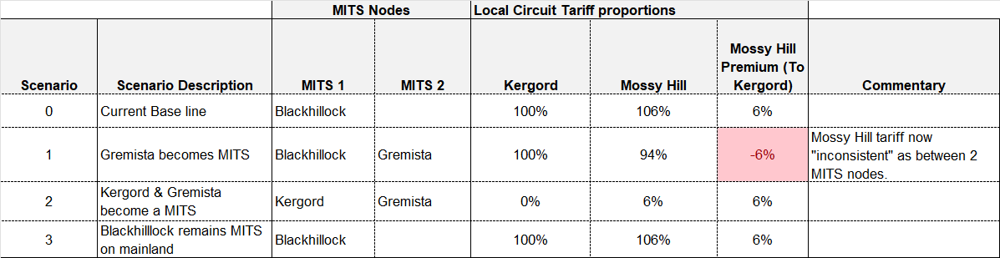 MITS Nodes Local Circuit Tariff proportions
Mossy Hill
Premium (To
Scenario Scenario Description MITS 1 MITS 2 Kergord Mossy Hill Kergord) Commentary
0 Current Base line Blackhillock 100% 106% 6%
Mossy Hill tariff now
1 Gremista becomes MITS Blackhillock Gremista 100% 94% -6% "inconsistent" as between 2
MITS nodes.
Kergord & Gremista
2 become a MITS Kergord Gremista 0% 6% 6%
Blackhilllock remains MITS
3 on mainland Blackhillock 100% 106% 6%